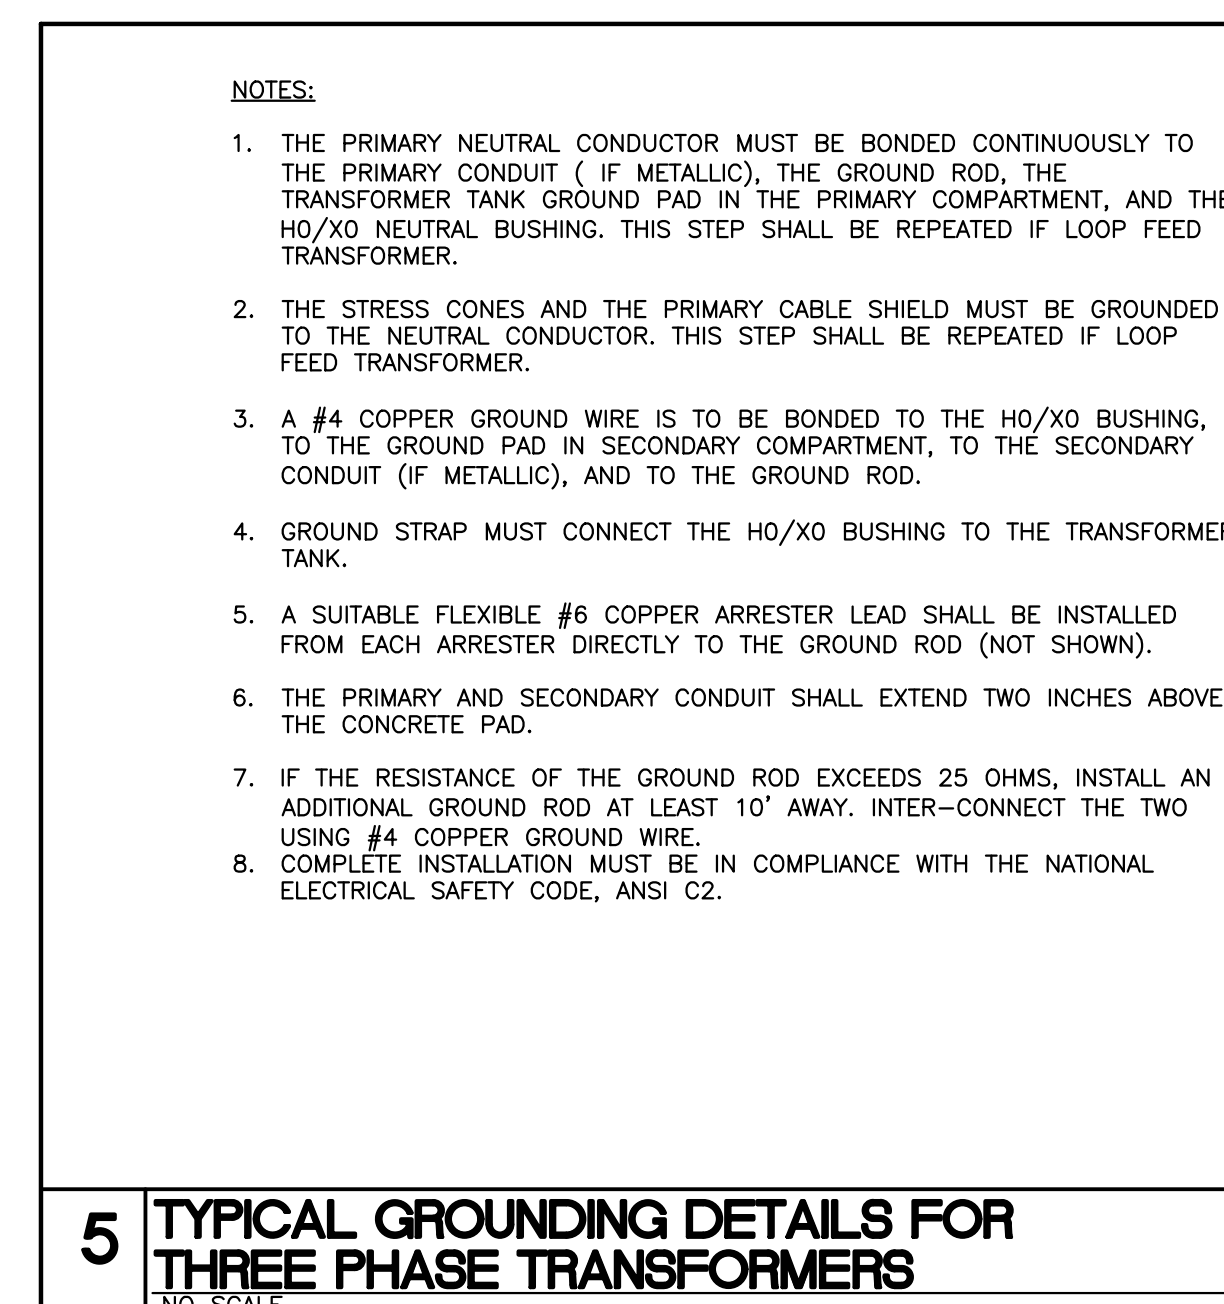 NOTES:
1. THE PRIMARY NEUTRAL CONDUCTOR MUST BE BONDED CONTINUOUSLY TO
THE PRIMARY CONDUIT ( IF METALLIC), THE GROUND ROD, THE
TRANSFORMER TANK GROUND PAD IN THE PRIMARY COMPARTMENT, AND THE
H0/X0 NEUTRAL BUSHING. THIS STEP SHALL BE REPEATED IF LOOP FEED
TRANSFORMER.
2. THE STRESS CONES AND THE PRIMARY CABLE SHIELD MUST BE GROUNDED
TO THE NEUTRAL CONDUCTOR. THIS STEP SHALL BE REPEATED IF LOOP
FEED TRANSFORMER.
3. A #4 COPPER GROUND WIRE IS TO BE BONDED TO THE H0/X0 BUSHING,
TO THE GROUND PAD IN SECONDARY COMPARTMENT, TO THE SECONDARY
CONDUIT (IF METALLIC), AND TO THE GROUND ROD.
4. GROUND STRAP MUST CONNECT THE H0/X0 BUSHING TO THE TRANSFORMER
TANK.
5. A SUITABLE FLEXIBLE #6 COPPER ARRESTER LEAD SHALL BE INSTALLED
FROM EACH ARRESTER DIRECTLY TO THE GROUND ROD (NOT SHOWN).
6. THE PRIMARY AND SECONDARY CONDUIT SHALL EXTEND TWO INCHES ABOVE
THE CONCRETE PAD.
7. IF THE RESISTANCE OF THE GROUND ROD EXCEEDS 25 OHMS, INSTALL AN
ADDITIONAL GROUND ROD AT LEAST 10' AWAY. INTER-CONNECT THE TWO
USING #4 COPPER GROUND WIRE.
8. COMPLETE INSTALLATION MUST BE IN COMPLIANCE WITH THE NATIONAL
ELECTRICAL SAFETY CODE, ANSI C2.
5 TYPICAL GROUNDING DETAILS FOR
THREE PHASE TRANSFORMERS
NO SCALE